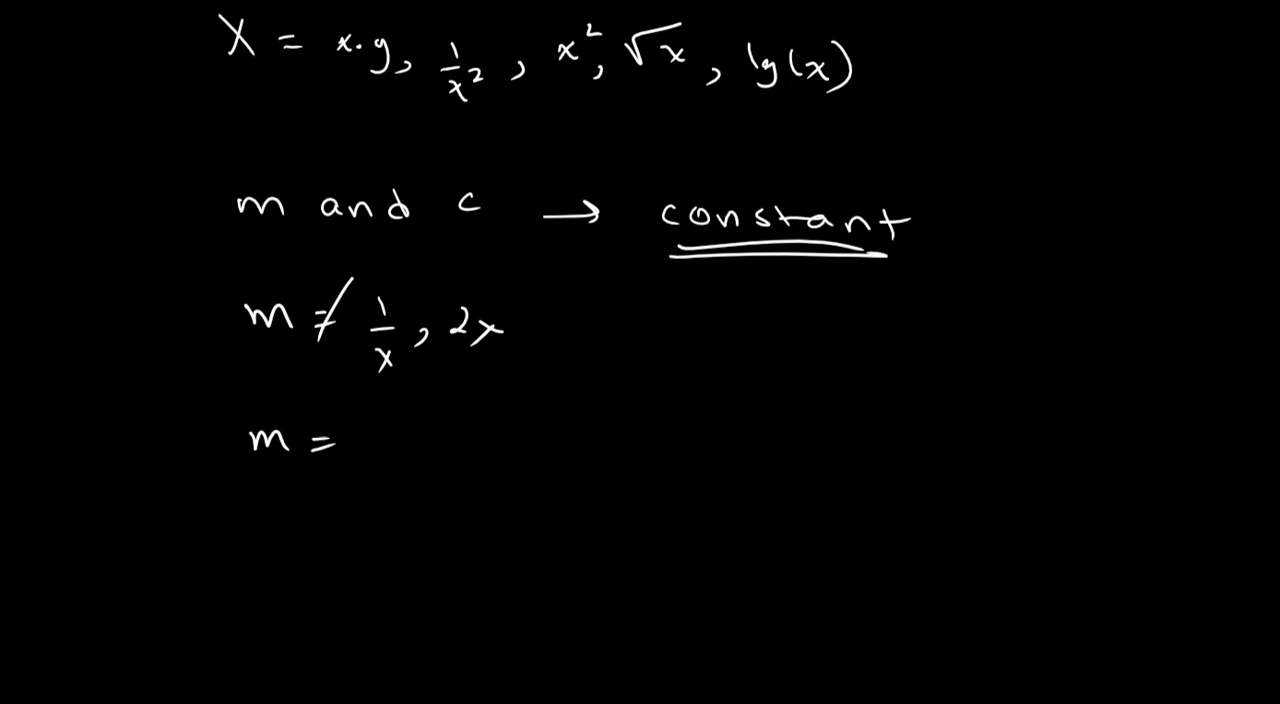 X = x.y, 1/x², x², √x, lg(x)
m and c → constant
m ≠ 1/x, 2x
m =